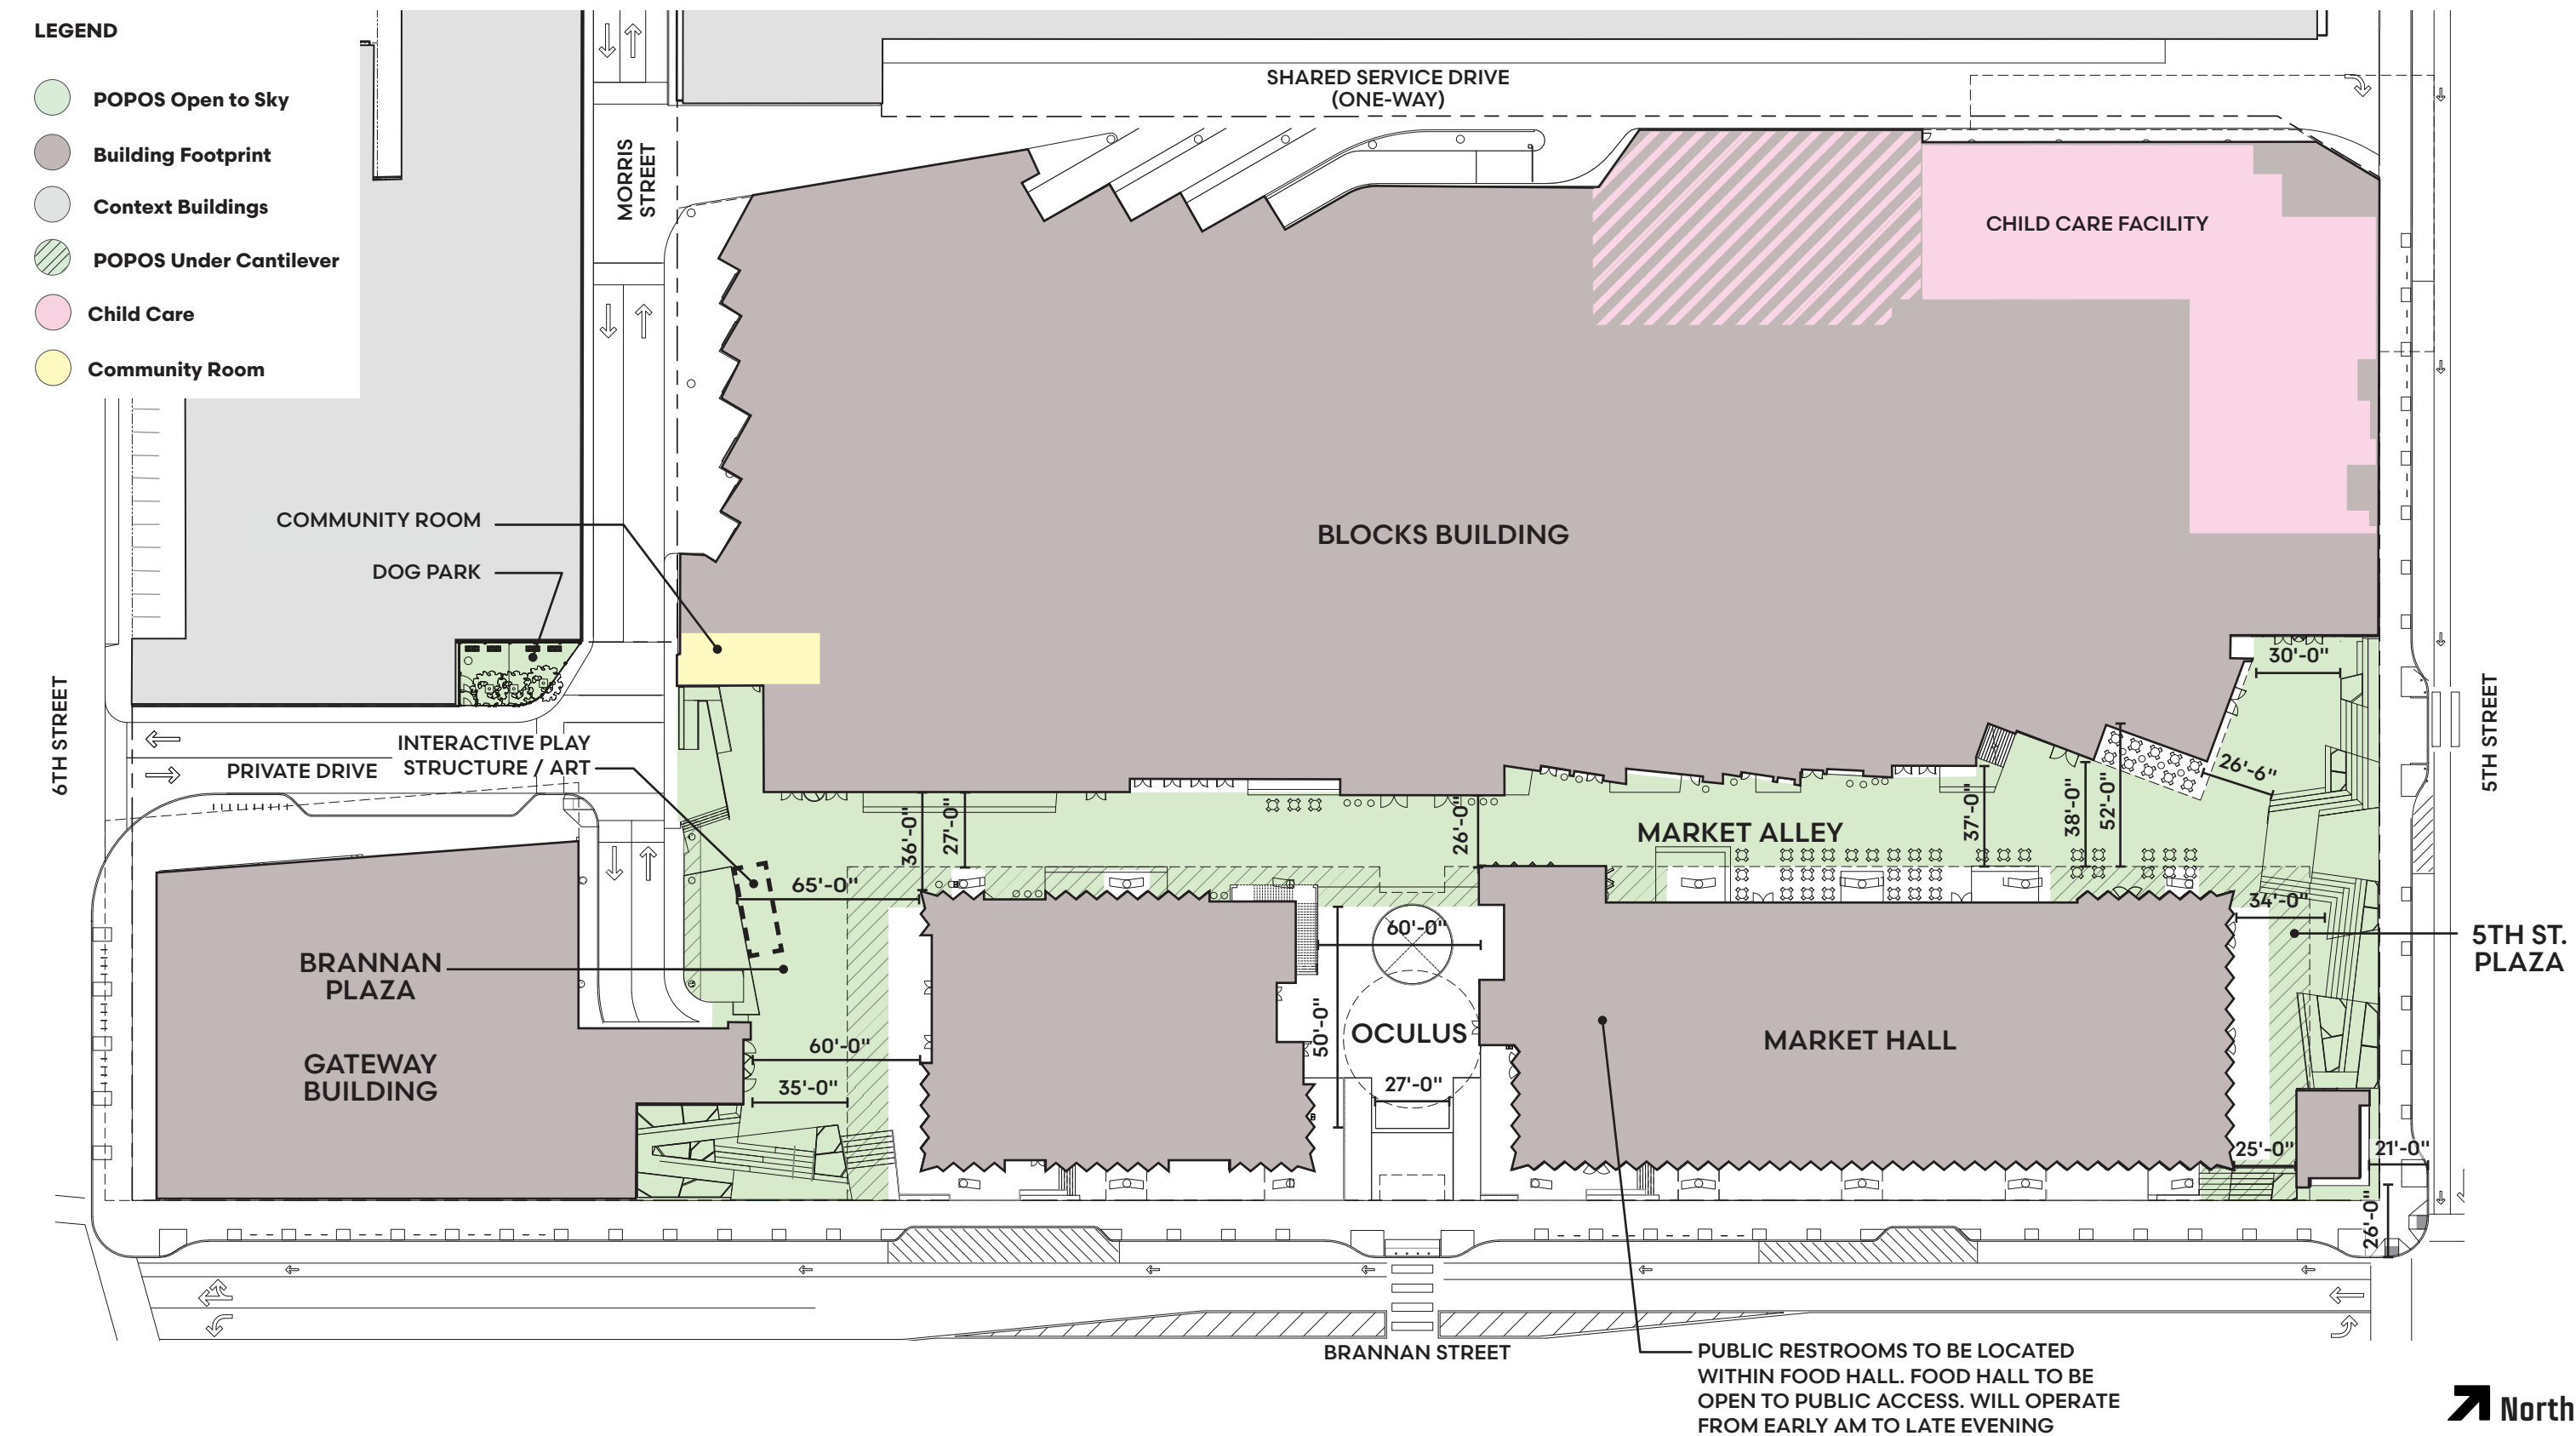 LEGEND
POPOS Open to Sky
Building Footprint
Context Buildings
POPOS Under Cantilever
Child Care
Community Room
SHARED SERVICE DRIVE
(ONE-WAY)
MORRIS
STREET
CHILD CARE FACILITY
COMMUNITY ROOM
DOG PARK
BLOCKS BUILDING
6TH STREET
5TH STREET
PRIVATE DRIVE
INTERACTIVE PLAY
STRUCTURE / ART
30'-0"
26'-6"
36'-0"
27'-0"
26'-0"
MARKET ALLEY
37'-0"
38'-0"
52'-0"
65'-0"
60'-0"
34'-0"
5TH ST.
PLAZA
BRANNAN
PLAZA
50'-0"
OCULUS
MARKET HALL
GATEWAY
BUILDING
60'-0"
35'-0"
27'-0"
25'-0"
21'-0
26'-0"
BRANNAN STREET
PUBLIC RESTROOMS TO BE LOCATED
WITHIN FOOD HALL. FOOD HALL TO BE
OPEN TO PUBLIC ACCESS. WILL OPERATE
FROM EARLY AM TO LATE EVENING
North